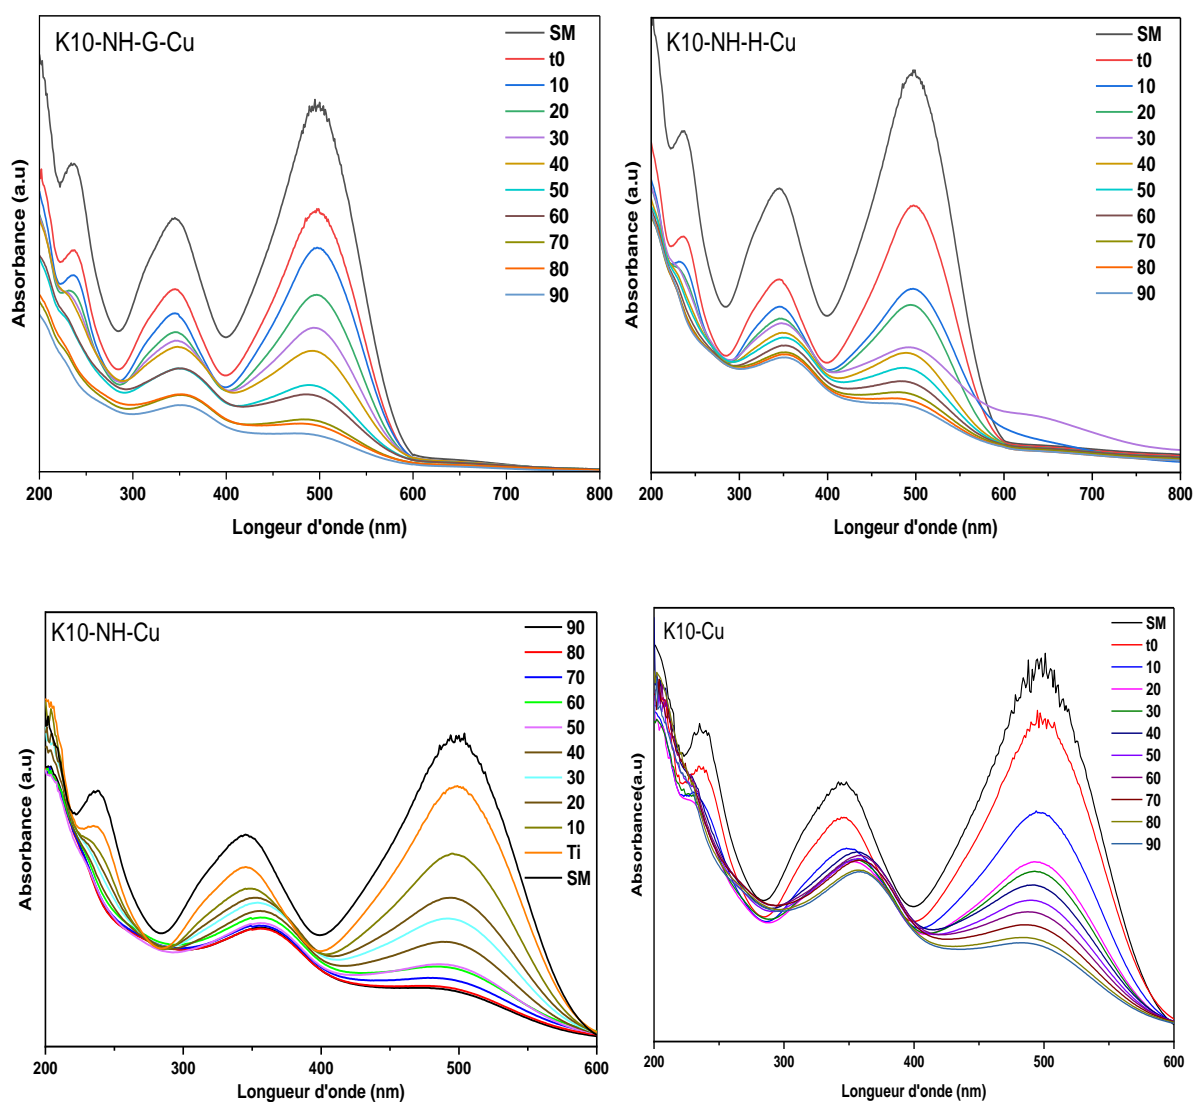 K10-NH-G-Cu
SM
t0
10
20
30
40
50
60
70
80
90
Absorbance (a.u)
200 300 400 500 600 700 800
Longeur d'onde (nm)
K10-NH-H-Cu
SM
t0
10
20
30
40
50
60
70
80
90
Absorbance (a.u)
200 300 400 500 600 700 800
Longeur d'onde (nm)
K10-NH-Cu
90
80
70
60
50
40
30
20
10
Ti
SM
Absorbance (a.u)
200 300 400 500 600
Longueur d'onde (nm)
K10-Cu
SM
t0
10
20
30
40
50
60
70
80
90
Absorbance(a.u)
200 300 400 500 600
Longueur d'onde (nm)